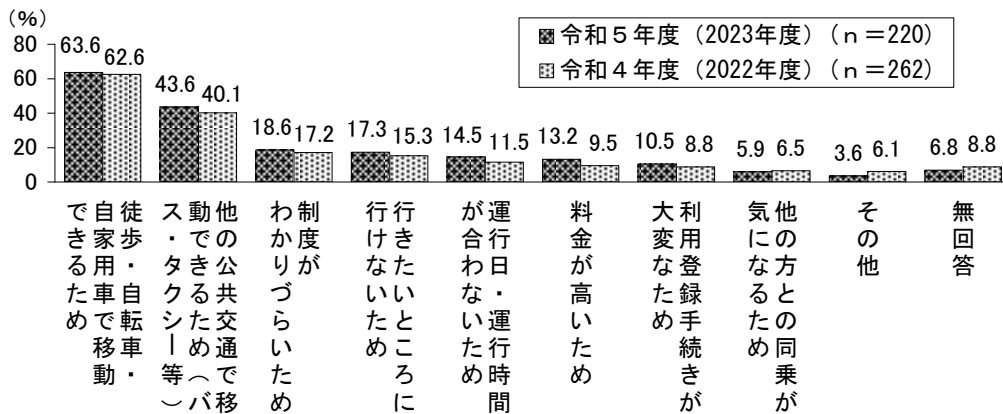 （%）
令和５年度（2023年度）（ｎ＝220）
令和４年度（2022年度）（ｎ＝262）
80
60
40
20
0
63.6
62.6
43.6
40.1
18.6
17.2
17.3
15.3
14.5
11.5
13.2
9.5
10.5
8.8
5.9
6.5
3.6
6.1
6.8
8.8
徒歩・自転車・
自家用車で移動
できるため
他の公共交通で移
動できるため（バ
ス・タクシー等）
制度が
わかりづらいため
行きたいところに
行けないため
運行日・運行時間
が合わないため
料金が高いため
利用登録手続きが
大変なため
他の方との同乗が
気になるため
その他
無回答